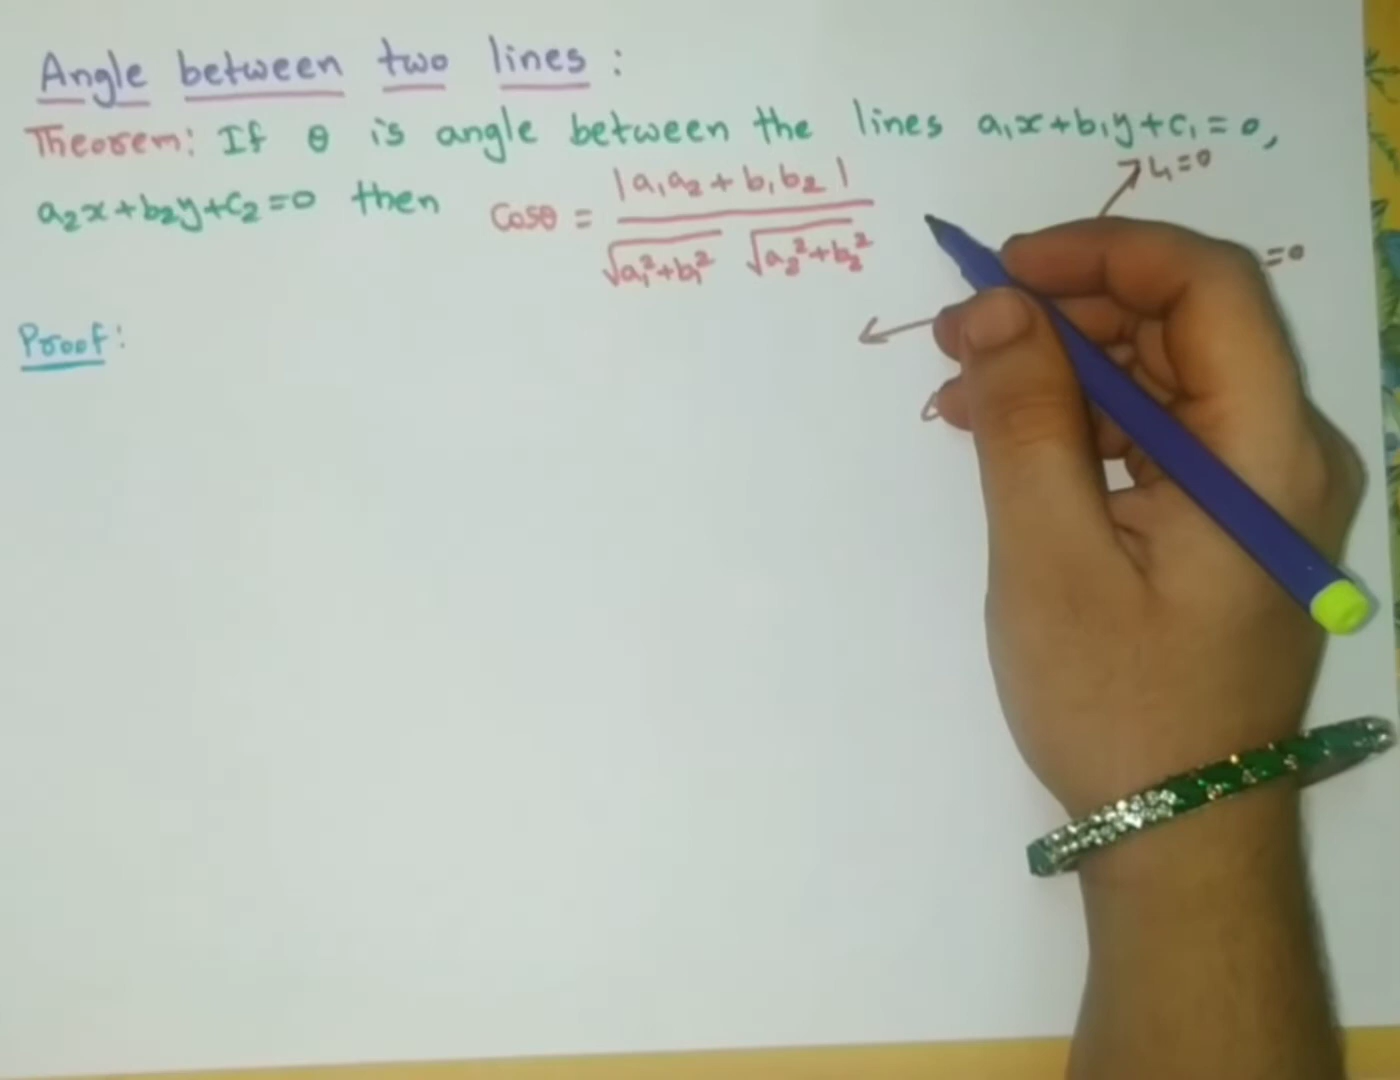 Angle between two lines :
Theorem: If θ is angle between the lines a₁x+b₁y+c₁=0,
a₂x+b₂y+c₂=0 then cosθ = |a₁a₂+b₁b₂| / √a₁²+b₁² √a₂²+b₂²
L₁=0
=0
Proof: